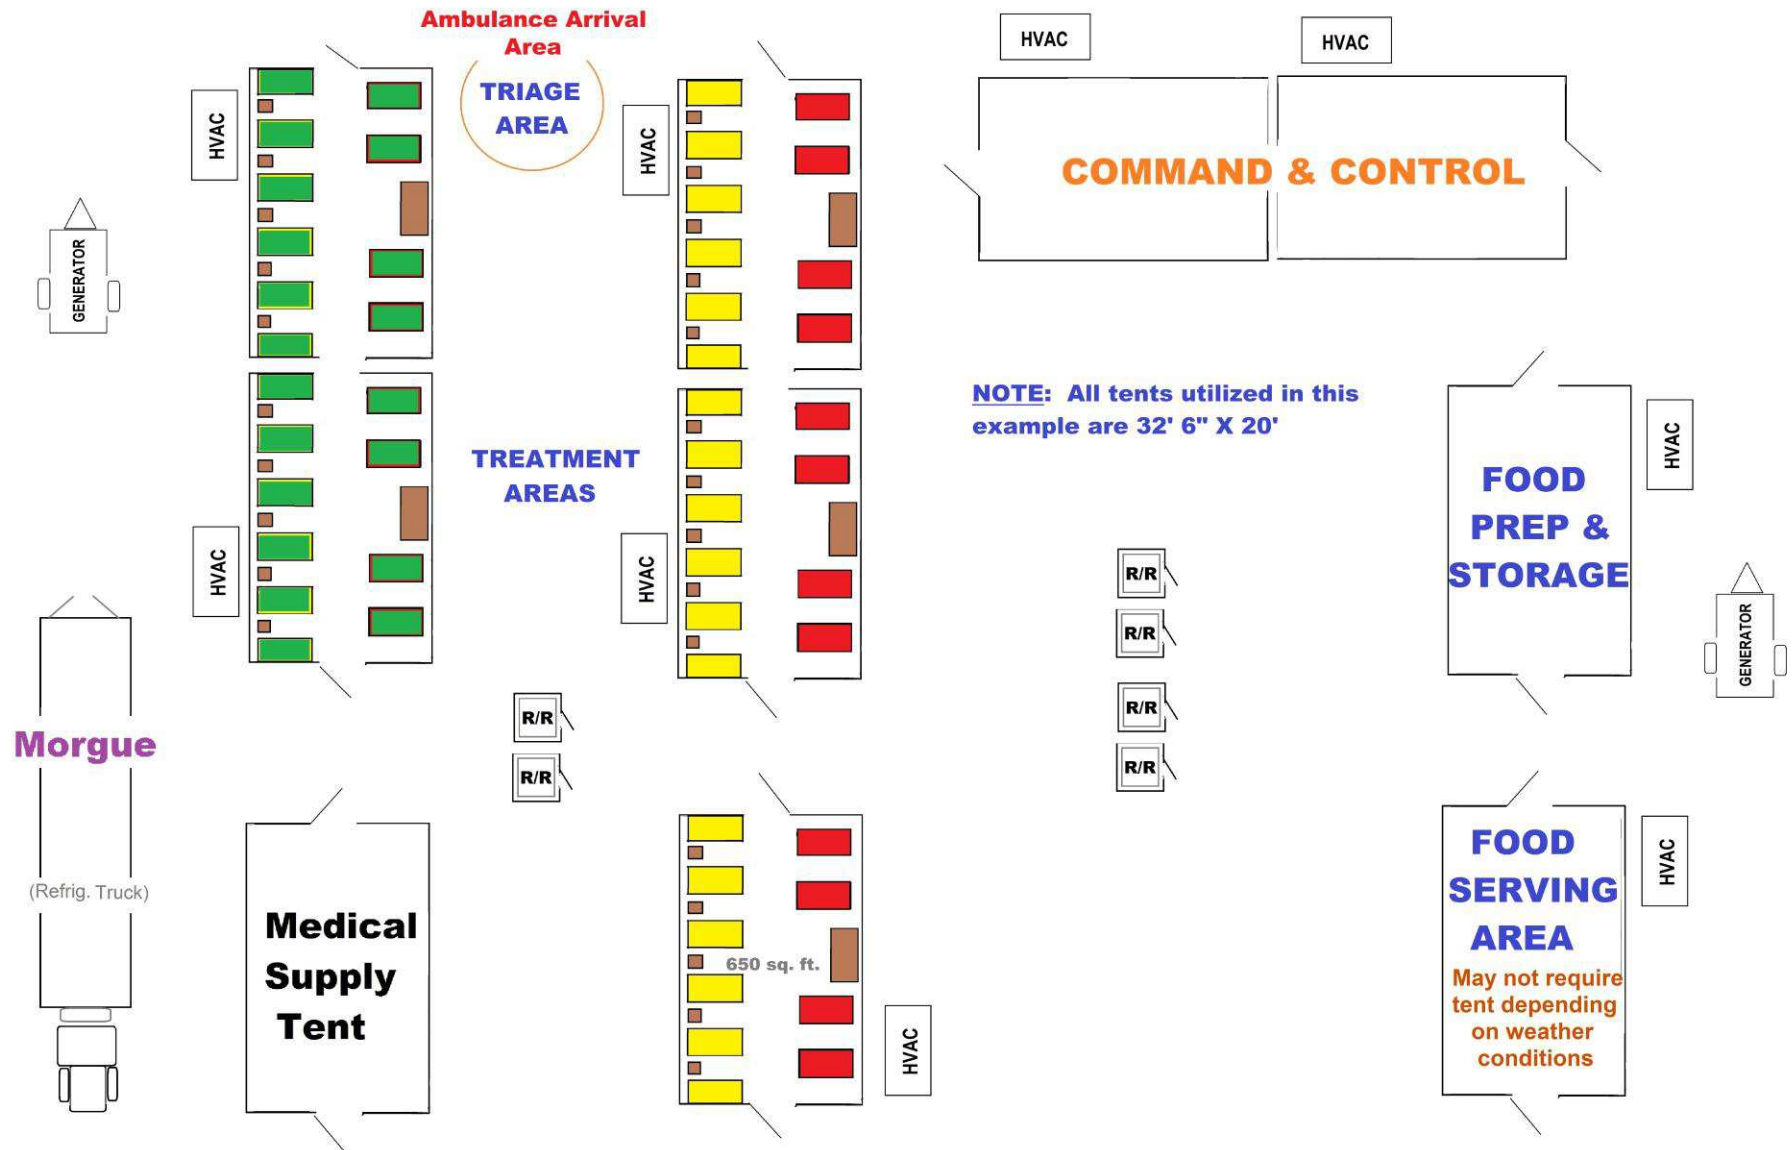 Ambulance Arrival
Area
TRIAGE
AREA
HVAC
HVAC
HVAC
HVAC
COMMAND & CONTROL
GENERATOR
NOTE: All tents utilized in this
example are 32' 6" X 20'
TREATMENT
AREAS
HVAC
HVAC
HVAC
FOOD
PREP &
STORAGE
R/R
R/R
R/R
R/R
GENERATOR
R/R
R/R
Morgue
(Refrig. Truck)
Medical
Supply
Tent
650 sq. ft.
HVAC
FOOD
SERVING
AREA
May not require
tent depending
on weather
conditions
HVAC